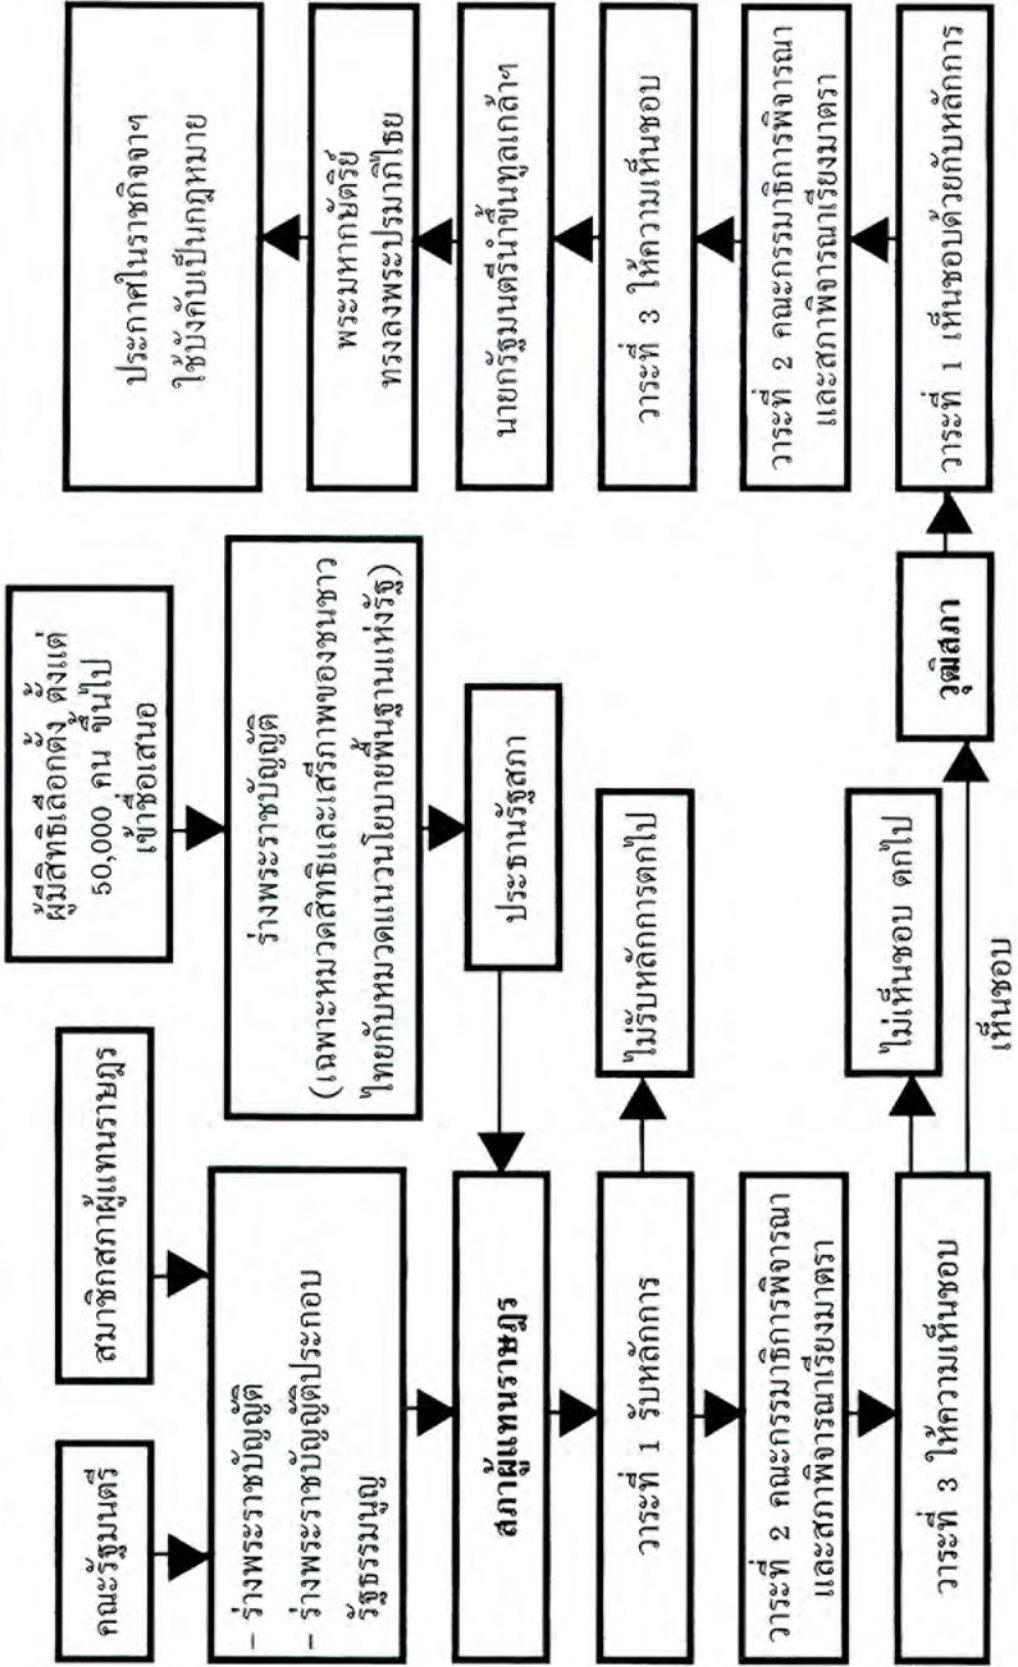 คณะรัฐมนตรี
สมาชิกสภาผู้แทนราษฎร
ผู้มีสิทธิเลือกตั้ง ตั้งแต่
50,000 คน ขึ้นไป
เข้าชื่อเสนอ
– ร่างพระราชบัญญัติ
– ร่างพระราชบัญญัติประกอบ
รัฐธรรมนูญ
ร่างพระราชบัญญัติ
(เฉพาะหมวดสิทธิและเสรีภาพของชนชาว
ไทยกับหมวดแนวนโยบายพื้นฐานแห่งรัฐ)
ประธานรัฐสภา
สภาผู้แทนราษฎร
วาระที่ 1 รับหลักการ
ไม่รับหลักการตกไป
วาระที่ 2 คณะกรรมาธิการพิจารณา
และสภาพิจารณาเรียงมาตรา
วาระที่ 3 ให้ความเห็นชอบ
ไม่เห็นชอบ ตกไป
เห็นชอบ
วุฒิสภา
วาระที่ 1 เห็นชอบด้วยกับหลักการ
วาระที่ 2 คณะกรรมาธิการพิจารณา
และสภาพิจารณาเรียงมาตรา
วาระที่ 3 ให้ความเห็นชอบ
นายกรัฐมนตรีนำขึ้นทูลเกล้าฯ
พระมหากษัตริย์
ทรงลงพระปรมาภิไธย
ประกาศในราชกิจจาฯ
ใช้บังคับเป็นกฎหมาย